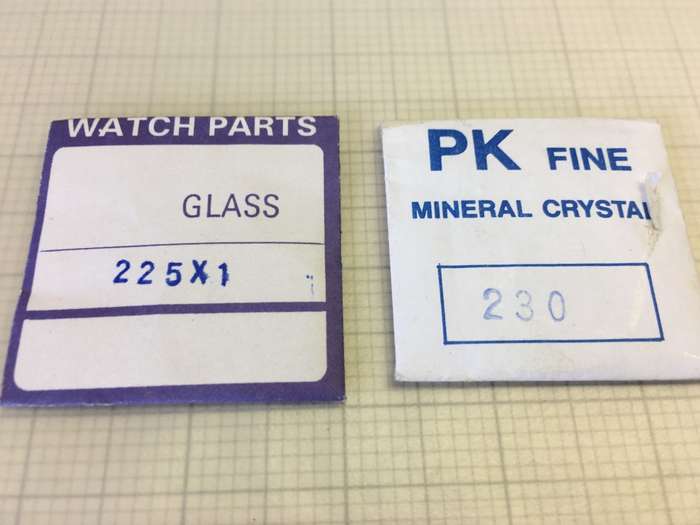 WATCH PARTS
GLASS
225X1
PK FINE
MINERAL CRYSTAL
230